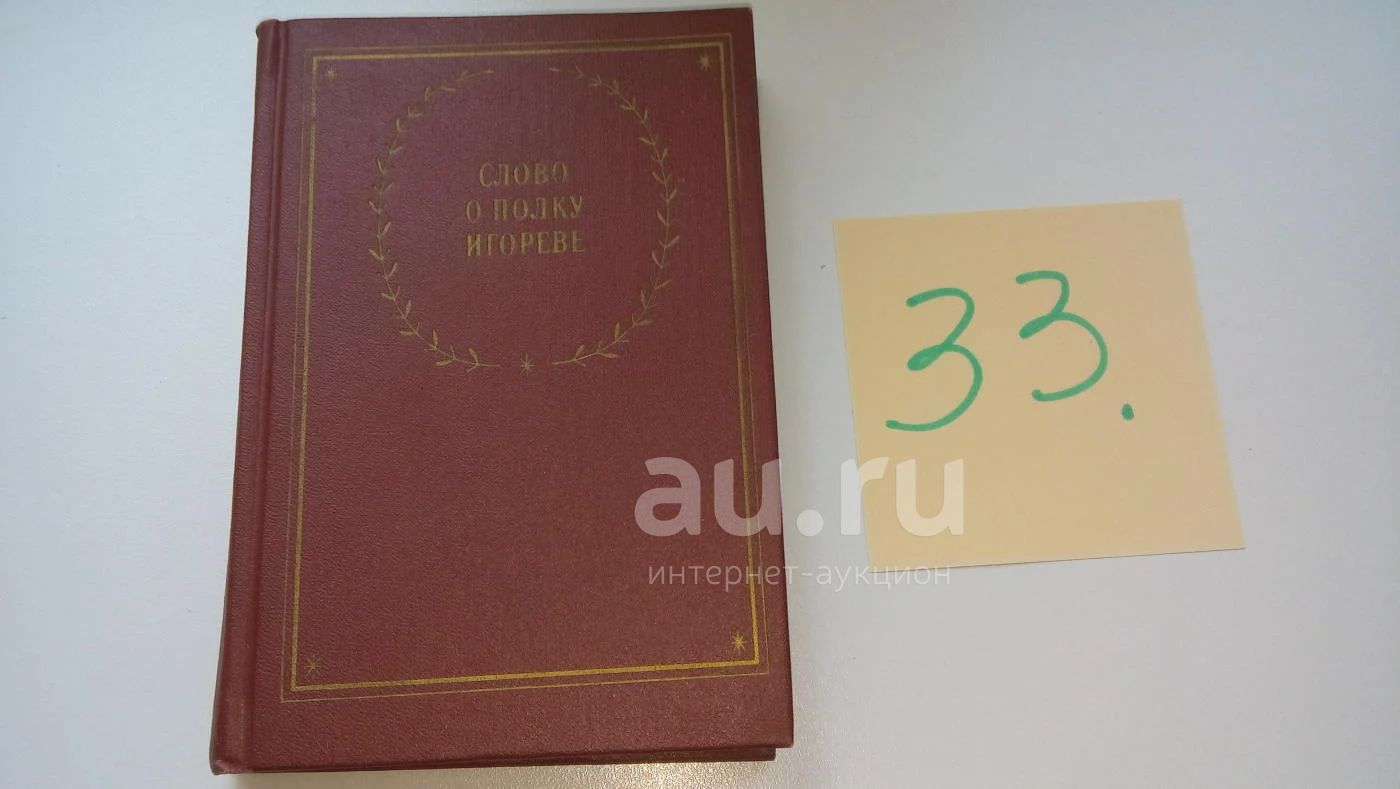 СЛОВО
О ПОЛКУ
ИГОРЕВЕ
33.
au.ru
интернет-аукцион